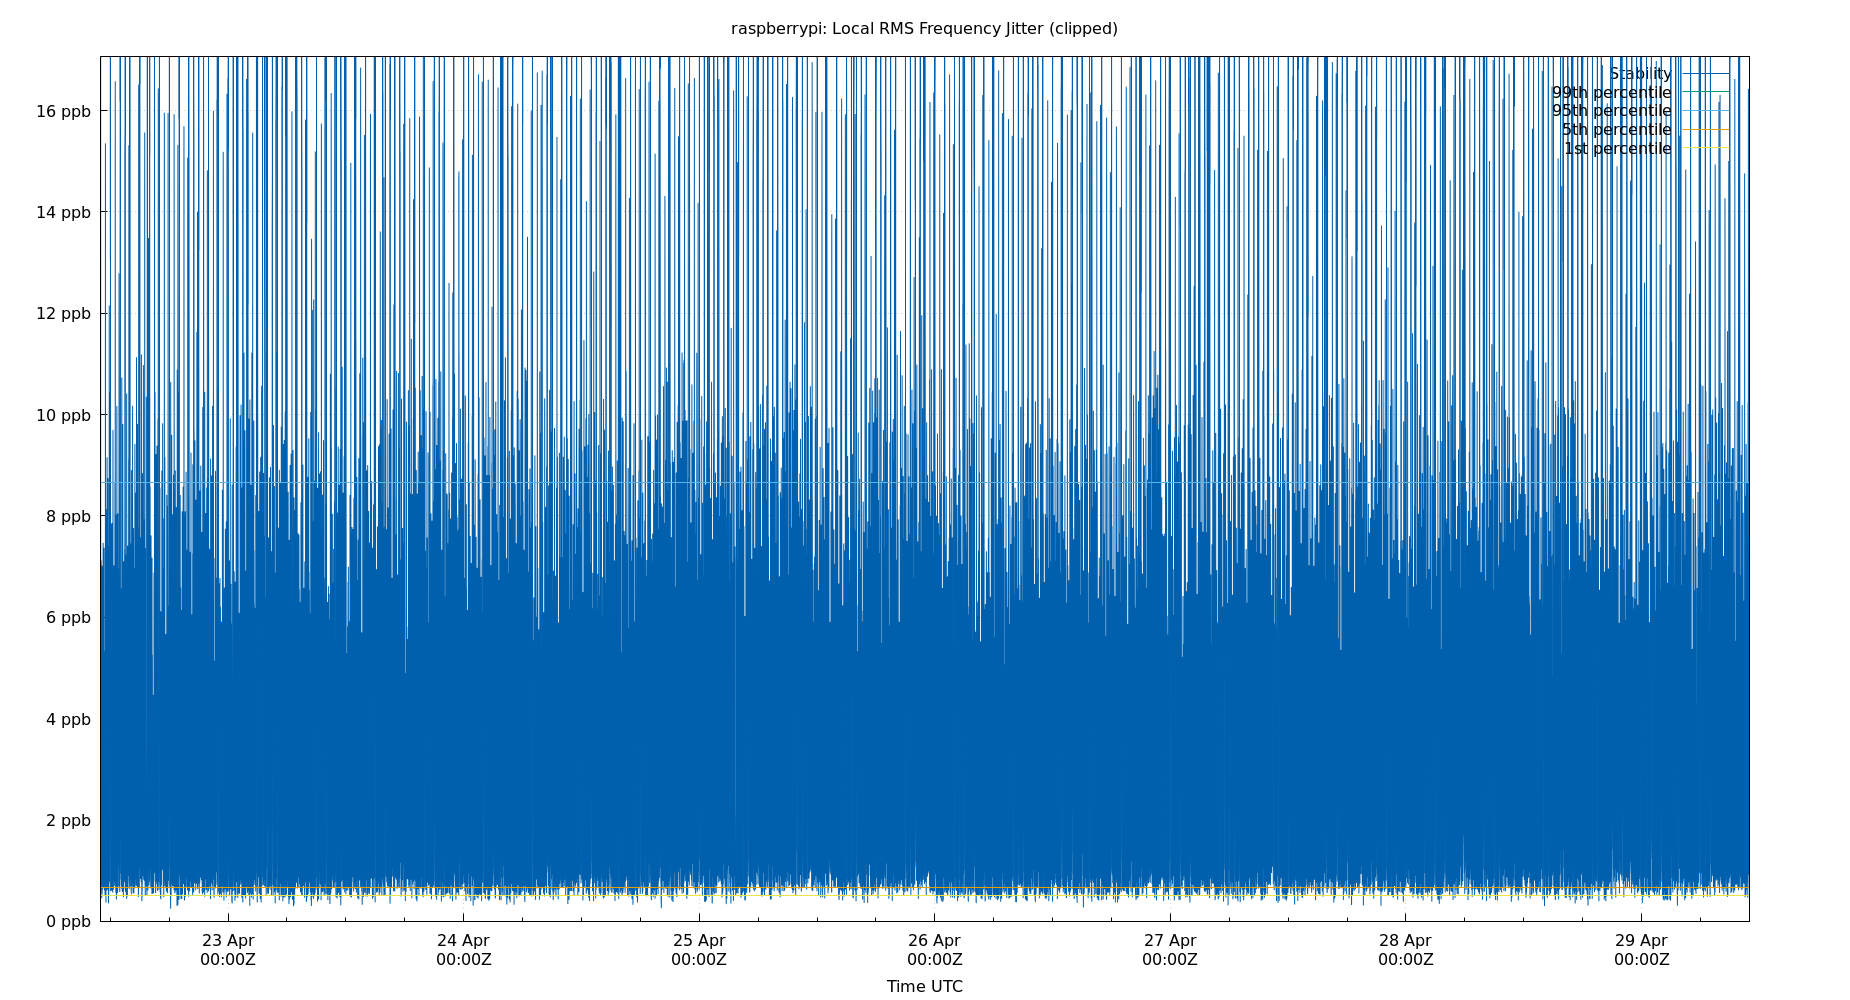 raspberrypi: Local RMS Frequency Jitter (clipped)
Stability
99th percentile
95th percentile
5th percentile
1st percentile
16 ppb
14 ppb
12 ppb
10 ppb
8 ppb
6 ppb
4 ppb
2 ppb
0 ppb
23 Apr
00:00Z
24 Apr
00:00Z
25 Apr
00:00Z
26 Apr
00:00Z
27 Apr
00:00Z
28 Apr
00:00Z
29 Apr
00:00Z
Time UTC